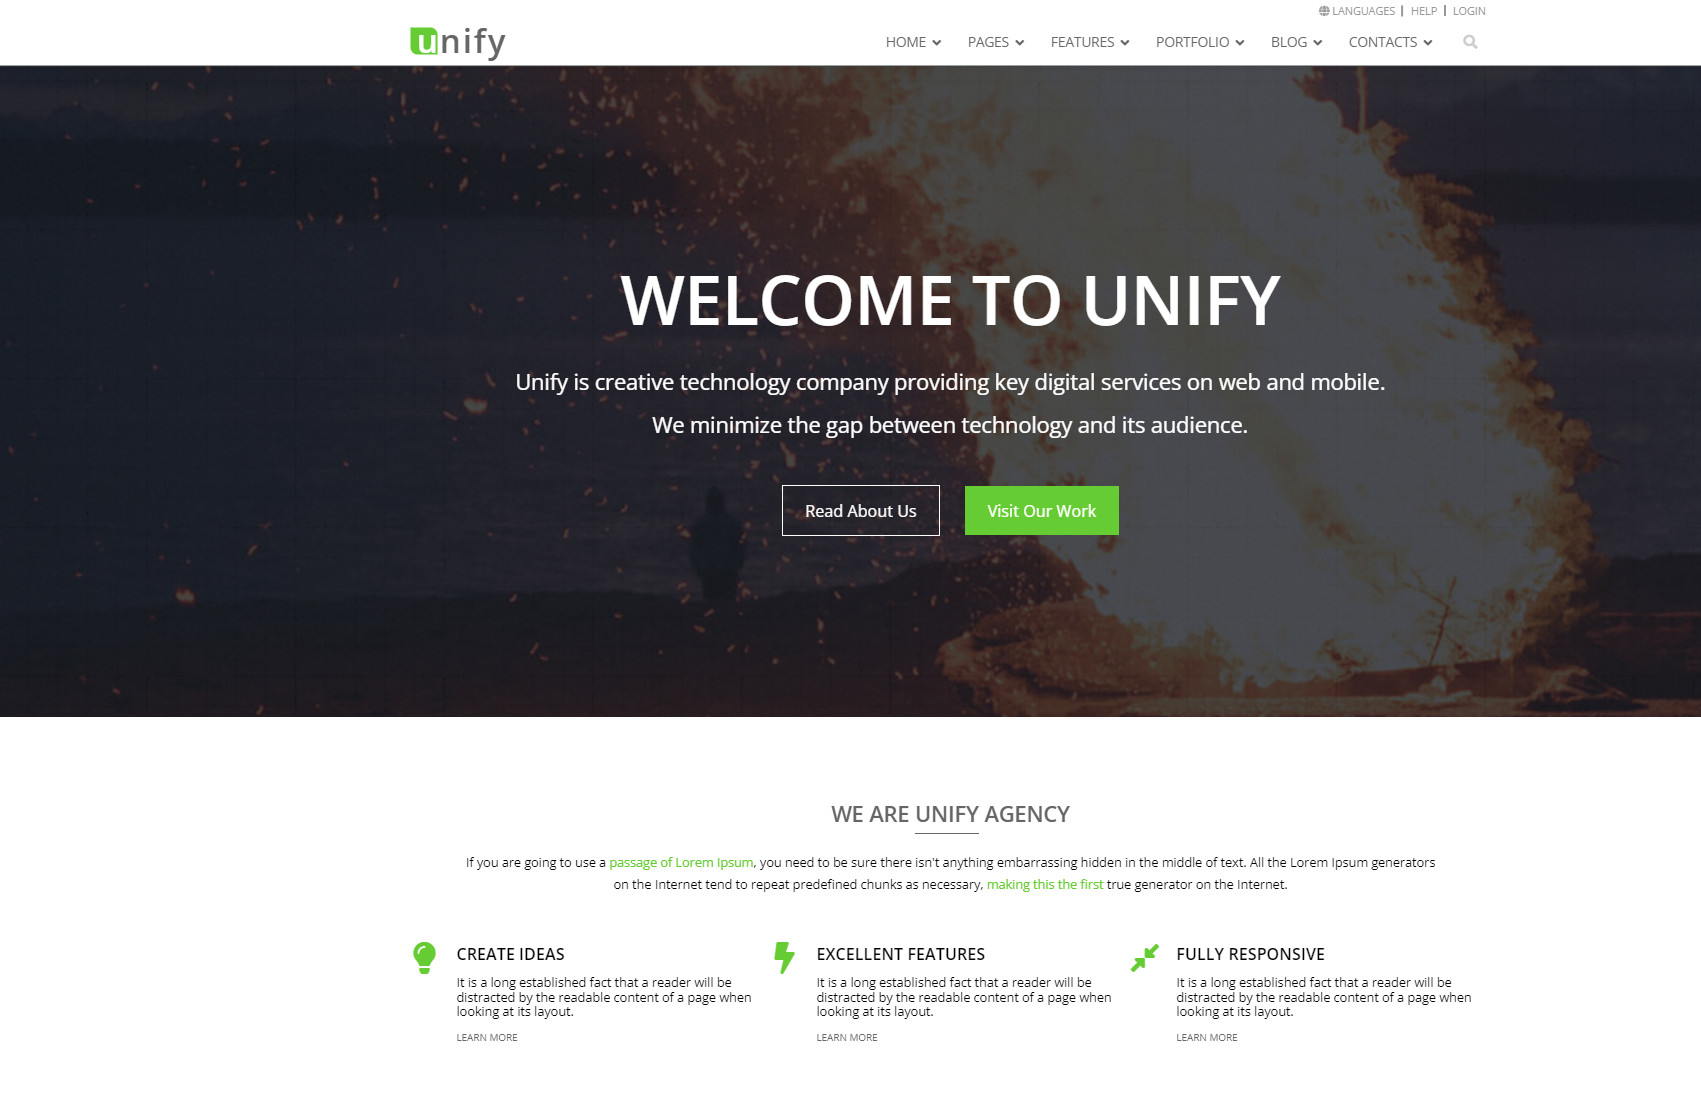 LANGUAGES | HELP | LOGIN
unify
HOME PAGES FEATURES PORTFOLIO BLOG CONTACTS
WELCOME TO UNIFY
Unify is creative technology company providing key digital services on web and mobile.
We minimize the gap between technology and its audience.
Read About Us
Visit Our Work
WE ARE UNIFY AGENCY
If you are going to use a passage of Lorem Ipsum, you need to be sure there isn't anything embarrassing hidden in the middle of text. All the Lorem Ipsum generators
on the Internet tend to repeat predefined chunks as necessary, making this the first true generator on the Internet.
CREATE IDEAS
It is a long established fact that a reader will be
distracted by the readable content of a page when
looking at its layout.
LEARN MORE
EXCELLENT FEATURES
It is a long established fact that a reader will be
distracted by the readable content of a page when
looking at its layout.
LEARN MORE
FULLY RESPONSIVE
It is a long established fact that a reader will be
distracted by the readable content of a page when
looking at its layout.
LEARN MORE